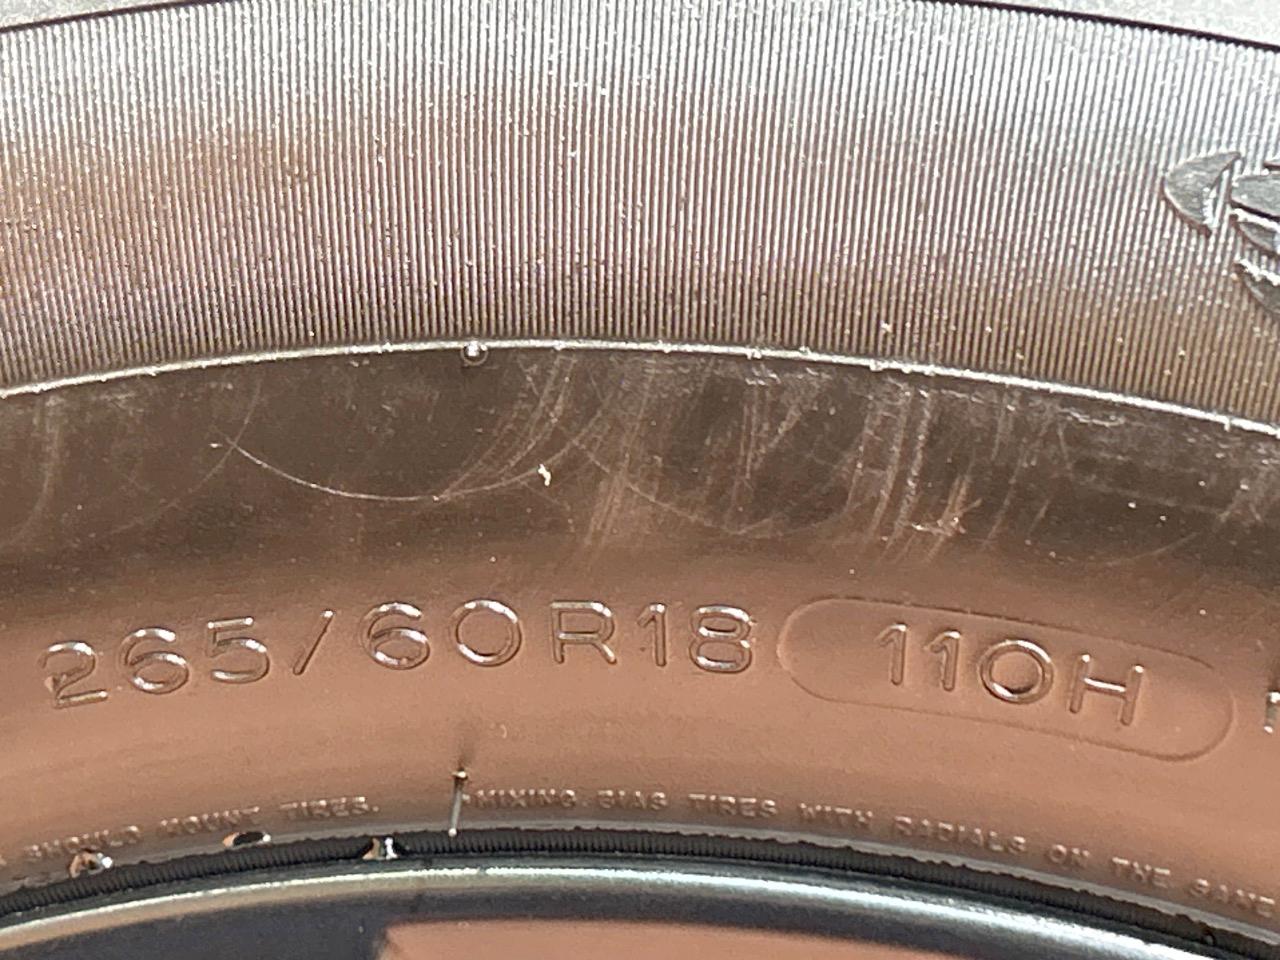 265/60R18 110H
SHOULD MOUNT TIRES. MIXING BIAS TIRES WITH RADIALS ON THE SAME